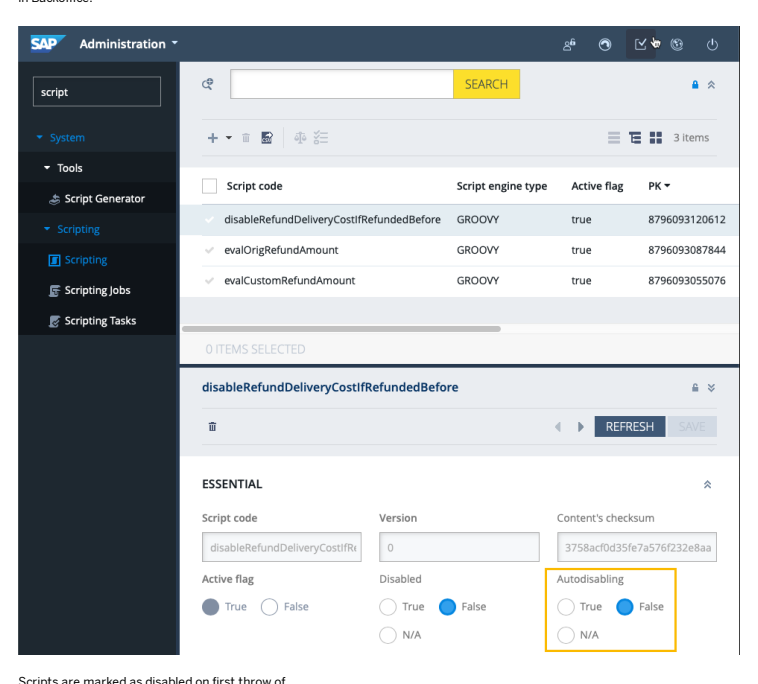 in Backoffice:
SAP Administration
script
SEARCH
System
3 items
Tools
Script Generator
Scripting
Scripting
Scripting Jobs
Scripting Tasks
Script code Script engine type Active flag PK
disableRefundDeliveryCostIfRefundedBefore GROOVY true 8796093120612
evalOrigRefundAmount GROOVY true 8796093087844
evalCustomRefundAmount GROOVY true 8796093055076
0 ITEMS SELECTED
disableRefundDeliveryCostIfRefundedBefore
REFRESH SAVE
ESSENTIAL
Script code Version Content's checksum
disableRefundDeliveryCostIfRe 0 3758acf0d35fe7a576f232e8aa
Active flag Disabled Autodisabling
True False True False True False
N/A N/A
Scripts are marked as disabled on first throw of